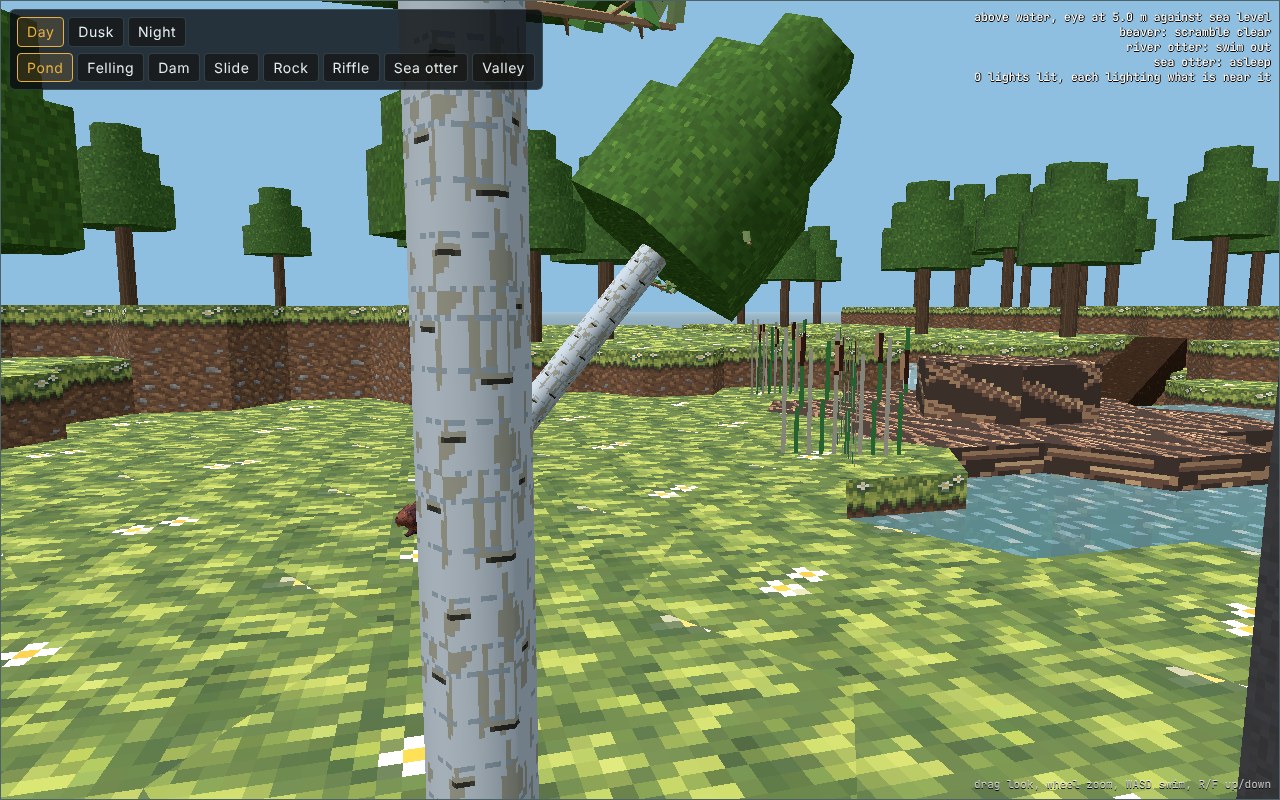 Day Dusk Night
Pond Felling Dam Slide Rock Riffle Sea otter Valley
above water, eye at 5.0 m against sea level
beaver: scramble clear
river otter: swim out
sea otter: asleep
0 lights lit, each lighting what is near it
drag look, wheel zoom, WASD swim, R/F up/down